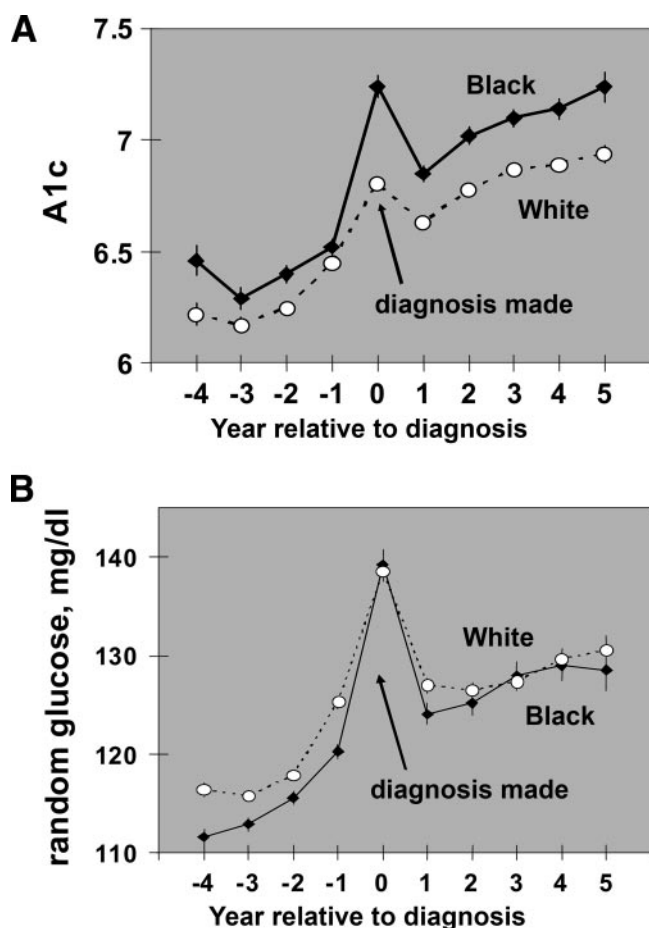 A
7.5
Black
7
A1c
White
6.5
diagnosis made
6
-4 -3 -2 -1 0 1 2 3 4 5
Year relative to diagnosis
B
random glucose, mg/dl
140
White
130
Black
120
diagnosis made
110
-4 -3 -2 -1 0 1 2 3 4 5
Year relative to diagnosis